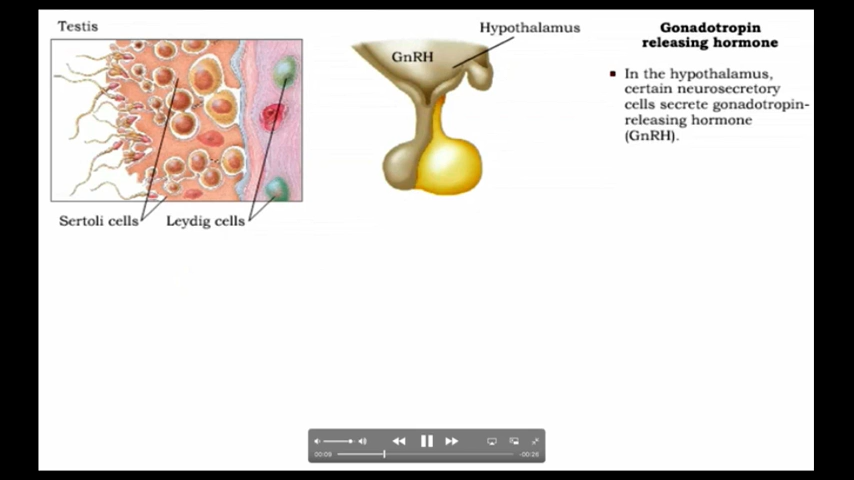 Testis
Sertoli cells
Leydig cells
Hypothalamus
GnRH
Gonadotropin
releasing hormone
▪ In the hypothalamus,
certain neurosecretory
cells secrete gonadotropin-
releasing hormone
(GnRH).
00:09
-00:26